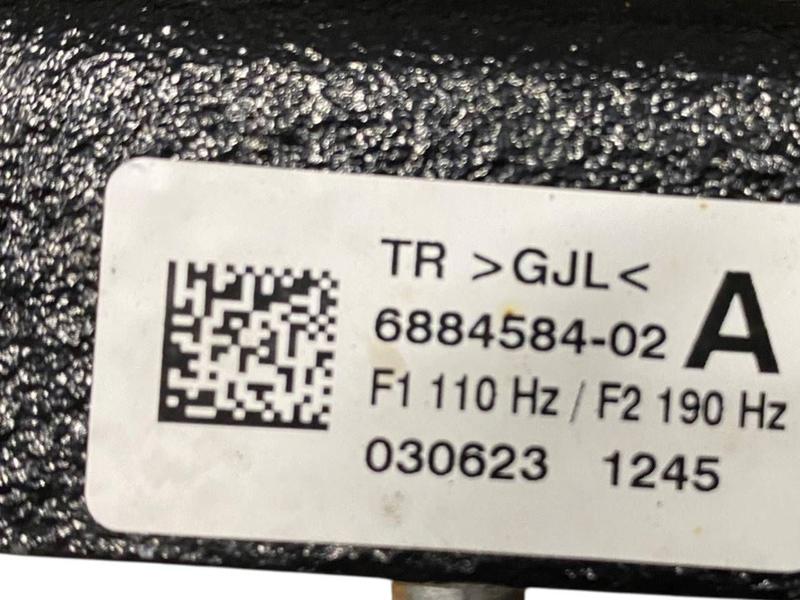 TR >GJL<
6884584-02 A
F1 110 Hz / F2 190 Hz
030623 1245